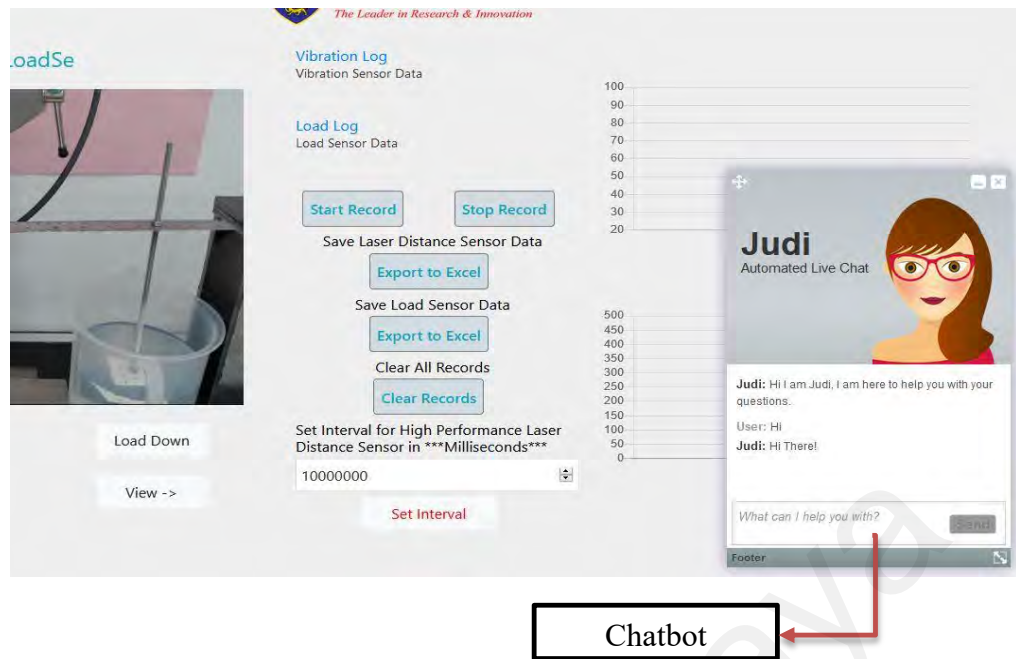 The Leader in Research & Innovation
LoadSe
Vibration Log
Vibration Sensor Data
Load Log
Load Sensor Data
Start Record
Stop Record
Save Laser Distance Sensor Data
Export to Excel
Save Load Sensor Data
Export to Excel
Clear All Records
Clear Records
Set Interval for High Performance Laser
Distance Sensor in ***Milliseconds***
10000000
Set Interval
Load Down
View ->
100
90
80
70
60
50
40
30
20
500
450
400
350
300
250
200
150
100
50
0
Judi
Automated Live Chat
Judi: Hi I am Judi, I am here to help you with your
questions.
User: Hi
Judi: Hi There!
What can I help you with?
Send
Footer
Chatbot